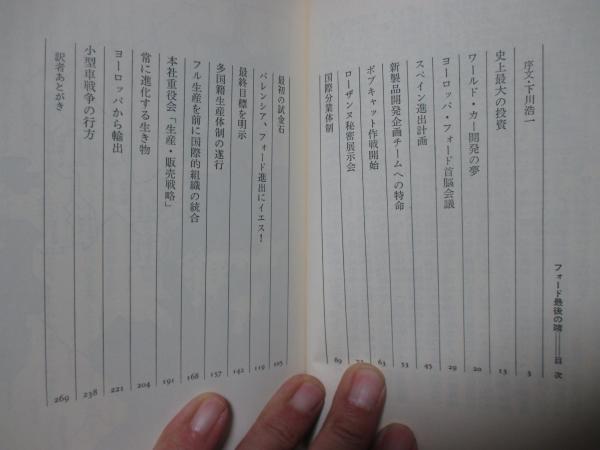 フォード最後の賭——目次
序文・下川浩一 3
史上最大の投資 13
ワールド・カー開発の夢 20
ヨーロッパ・フォード首脳会議 29
スペイン進出計画 45
新製品開発企画チームへの特命 53
ボブキャット作戦開始 63
ローザンヌ秘密展示会
国際分業体制 89
最初の試金石 105
バレンシア、フォード進出にイエス! 119
最終目標を明示 142
多国籍生産体制の遂行 157
フル生産を前に国際的組織の統合 168
本社重役会「生産・販売戦略」 191
常に進化する生き物 204
ヨーロッパから輸出 221
小型車戦争の行方 238
訳者あとがき 269